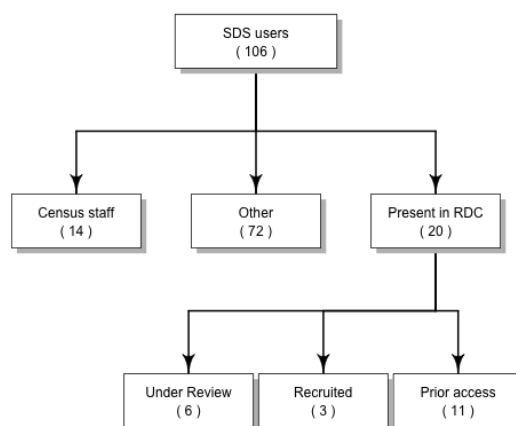 SDS users
( 106 )
Census staff
( 14 )
Other
( 72 )
Present in RDC
( 20 )
Under Review
( 6 )
Recruited
( 3 )
Prior access
( 11 )